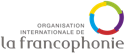 ORGANISATION
INTERNATIONALE DE
la francophonie